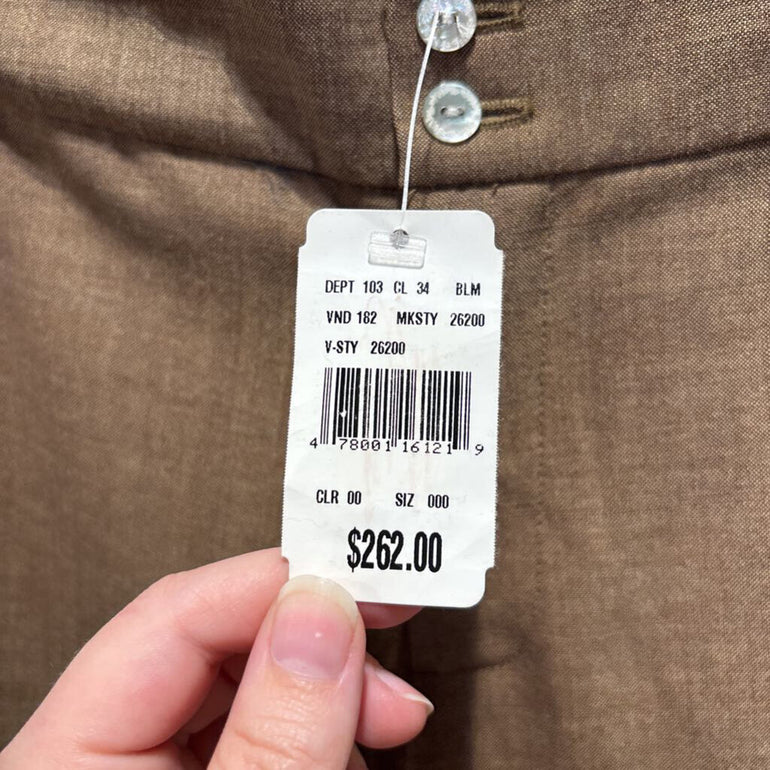 DEPT 103 CL 34 BLM
VND 182 MKSTY 26200
V-STY 26200
4 78001 16121 9
CLR 00 SIZ 000
$262.00